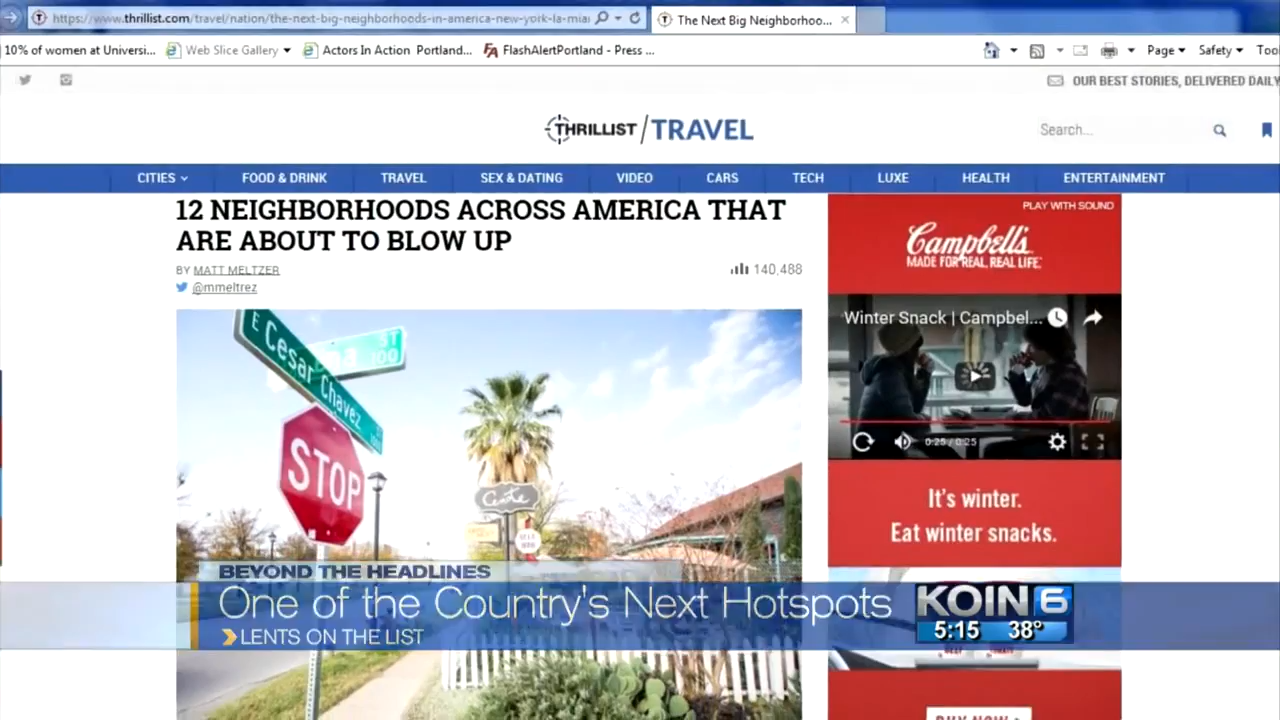 https://www.thrillist.com/travel/nation/the-next-big-neighborhoods-in-america-new-york-la-miai
The Next Big Neighborhoo...
10% of women at Universi...
Web Slice Gallery
Actors In Action Portland...
FlashAlertPortland - Press ...
Page
Safety
Too
OUR BEST STORIES, DELIVERED DAILY
THRILLIST/TRAVEL
Search...
CITIES
FOOD & DRINK
TRAVEL
SEX & DATING
VIDEO
CARS
TECH
LUXE
HEALTH
ENTERTAINMENT
12 NEIGHBORHOODS ACROSS AMERICA THAT
ARE ABOUT TO BLOW UP
BY MATT MELTZER
140,488
@mmeltrez
PLAY WITH SOUND
Campbell's
MADE FOR REAL, REAL LIFE.
Winter Snack | Campbel...
0:25 / 0:25
It's winter.
Eat winter snacks.
E Cesar Chavez
ST
100
STOP
BEYOND THE HEADLINES
One of the Country's Next Hotspots
LENTS ON THE LIST
KOIN 6
5:15 38°
BUY NOW